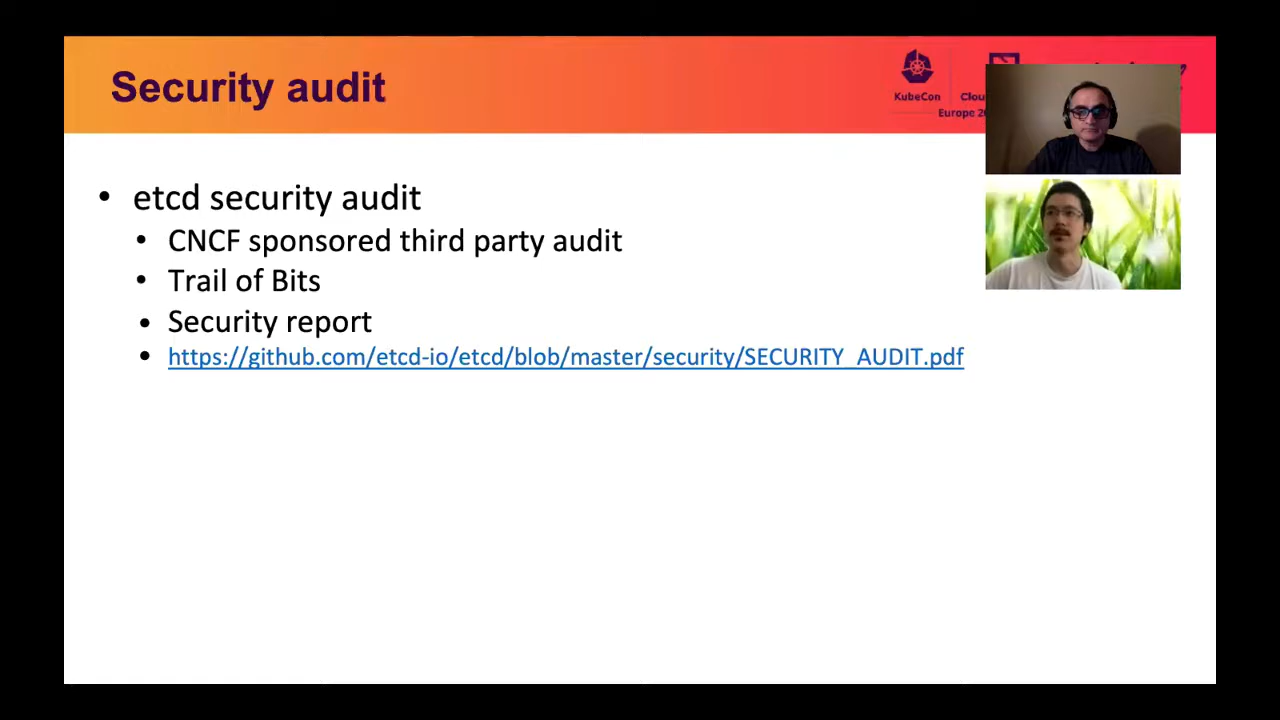 Security audit
KubeCon
Europe
• etcd security audit
• CNCF sponsored third party audit
• Trail of Bits
• Security report
• https://github.com/etcd-io/etcd/blob/master/security/SECURITY_AUDIT.pdf